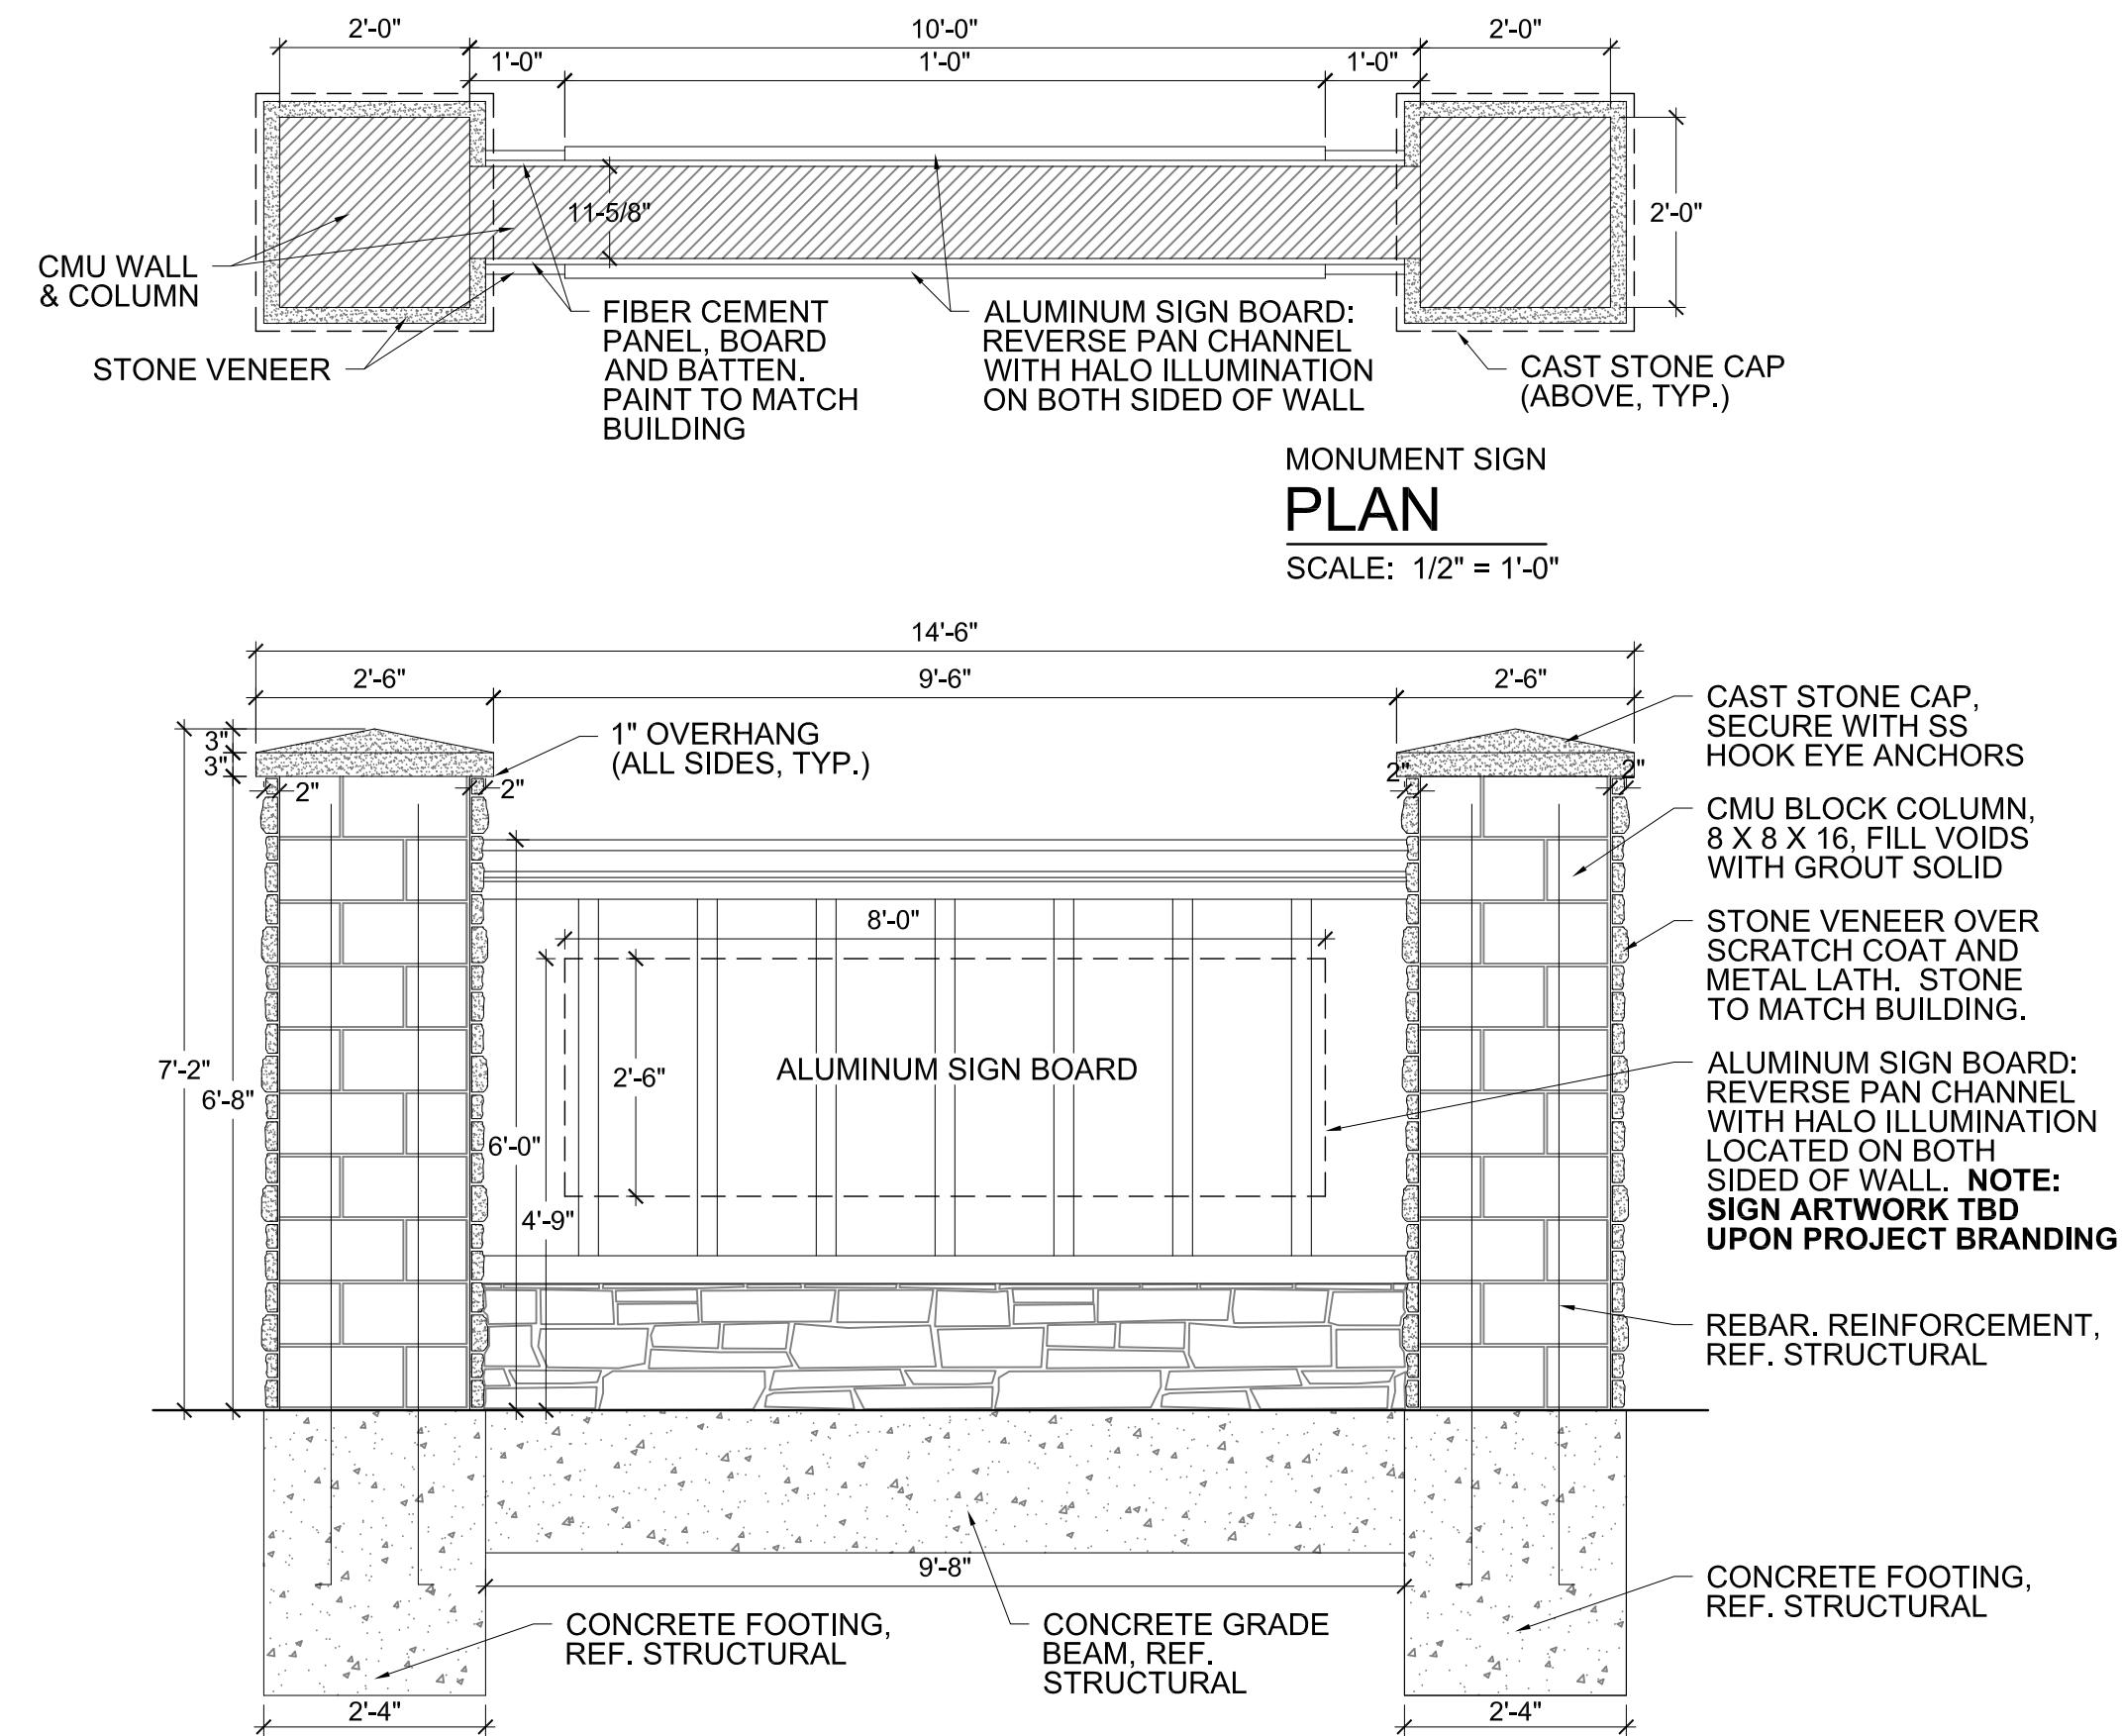 2'-0"
10'-0"
2'-0"
1'-0"
1'-0"
1'-0"
11-5/8"
2'-0"
CMU WALL
& COLUMN
STONE VENEER
FIBER CEMENT
PANEL, BOARD
AND BATTEN.
PAINT TO MATCH
BUILDING
ALUMINUM SIGN BOARD:
REVERSE PAN CHANNEL
WITH HALO ILLUMINATION
ON BOTH SIDED OF WALL
CAST STONE CAP
(ABOVE, TYP.)
MONUMENT SIGN
PLAN
SCALE: 1/2" = 1'-0"
14'-6"
2'-6"
9'-6"
2'-6"
3"
3"
1" OVERHANG
(ALL SIDES, TYP.)
2"
2"
2"
2"
CAST STONE CAP,
SECURE WITH SS
HOOK EYE ANCHORS
CMU BLOCK COLUMN,
8 X 8 X 16, FILL VOIDS
WITH GROUT SOLID
STONE VENEER OVER
SCRATCH COAT AND
METAL LATH. STONE
TO MATCH BUILDING.
8'-0"
7'-2"
6'-8"
2'-6"
ALUMINUM SIGN BOARD
6'-0"
4'-9"
ALUMINUM SIGN BOARD:
REVERSE PAN CHANNEL
WITH HALO ILLUMINATION
LOCATED ON BOTH
SIDED OF WALL. NOTE:
SIGN ARTWORK TBD
UPON PROJECT BRANDING
REBAR. REINFORCEMENT,
REF. STRUCTURAL
9'-8"
CONCRETE FOOTING,
REF. STRUCTURAL
CONCRETE GRADE
BEAM, REF.
STRUCTURAL
CONCRETE FOOTING,
REF. STRUCTURAL
2'-4"
2'-4"